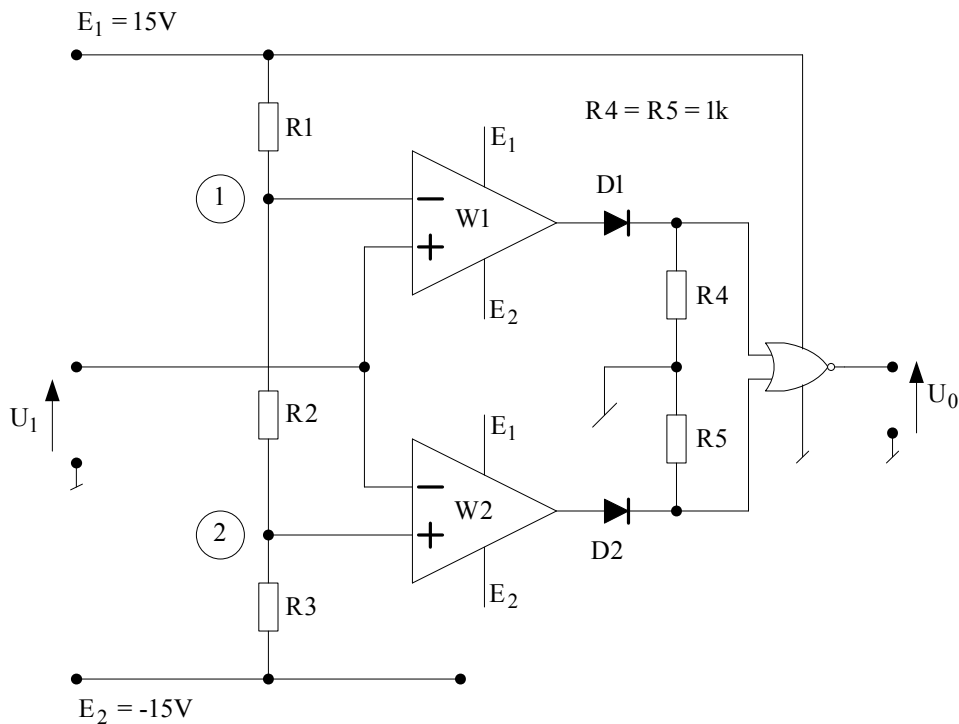 E1 = 15V
R1
R4 = R5 = 1k
E1
1
D1
W1
E2
R4
U1
R2
E1
U0
R5
W2
2
D2
R3
E2
E2 = -15V